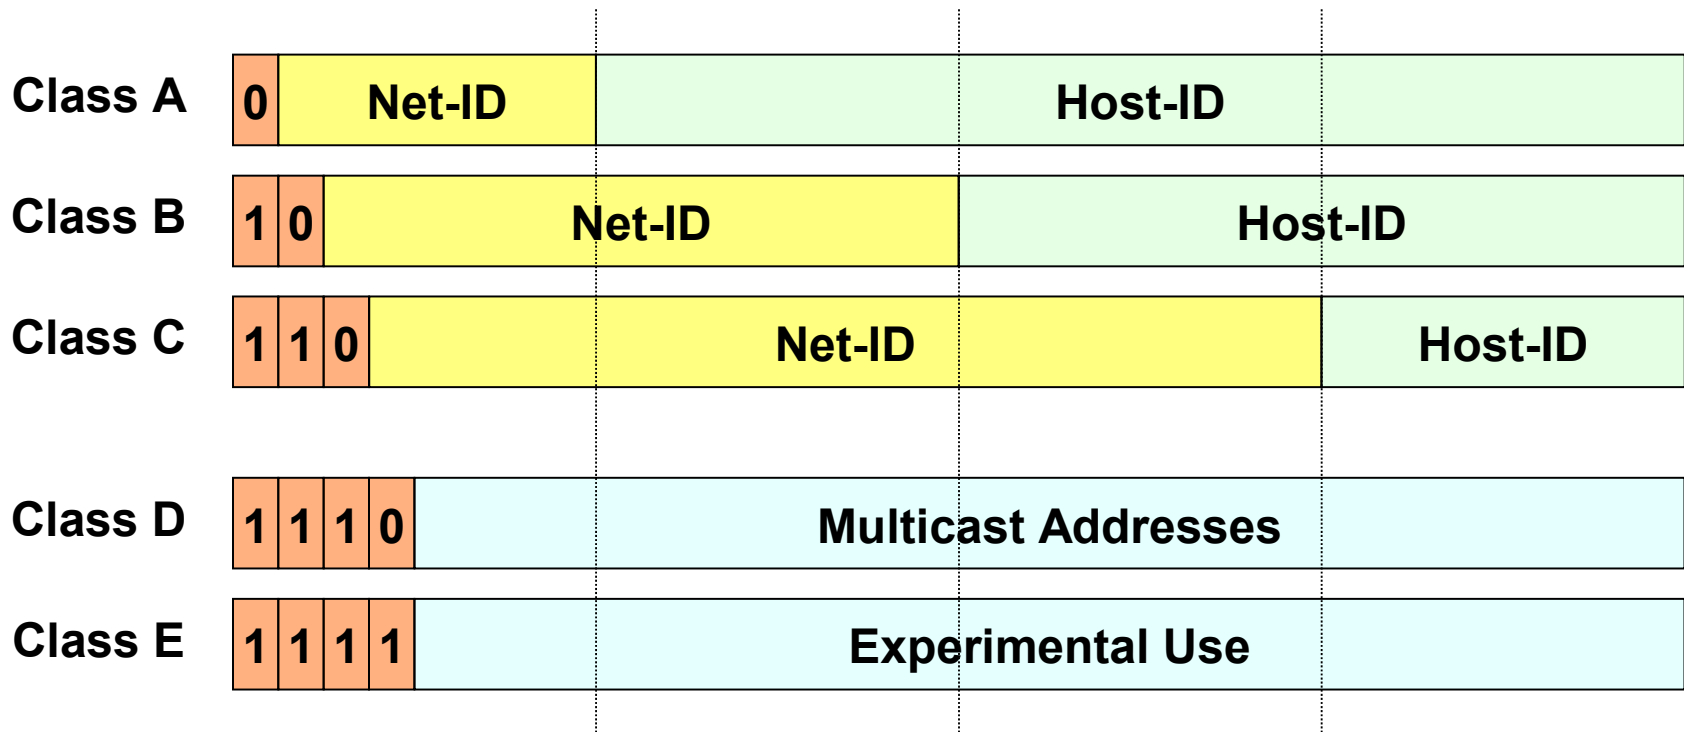 Class A 0 Net-ID Host-ID
Class B 1 0 Net-ID Host-ID
Class C 1 1 0 Net-ID Host-ID
Class D 1 1 1 0 Multicast Addresses
Class E 1 1 1 1 Experimental Use